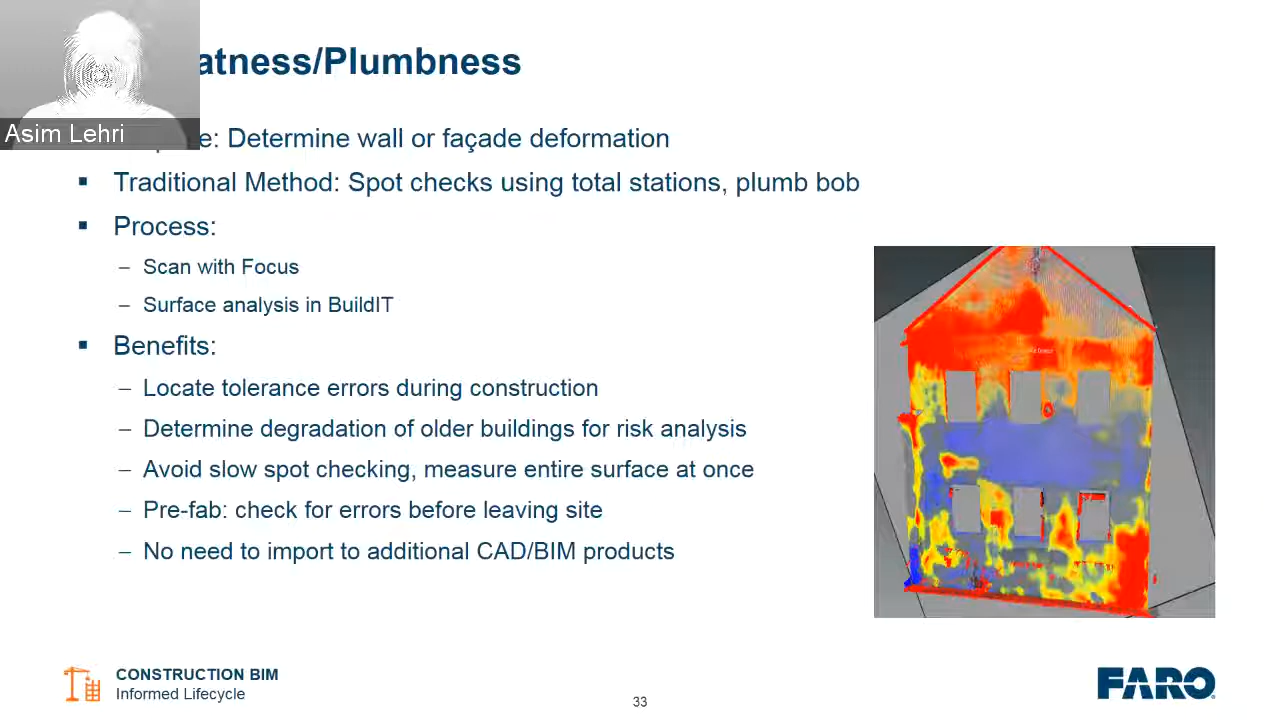 atness/Plumbness
Asim Lehri
e: Determine wall or façade deformation
▪ Traditional Method: Spot checks using total stations, plumb bob
▪ Process:
– Scan with Focus
– Surface analysis in BuildIT
▪ Benefits:
– Locate tolerance errors during construction
– Determine degradation of older buildings for risk analysis
– Avoid slow spot checking, measure entire surface at once
– Pre-fab: check for errors before leaving site
– No need to import to additional CAD/BIM products
CONSTRUCTION BIM
Informed Lifecycle
33
FARO